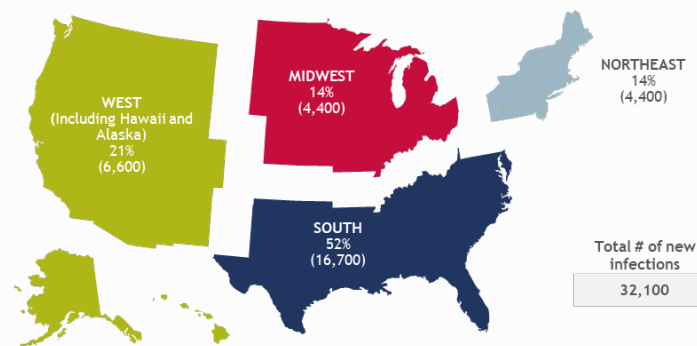 WEST
(Including Hawaii and
Alaska)
21%
(6,600)
MIDWEST
14%
(4,400)
NORTHEAST
14%
(4,400)
SOUTH
52%
(16,700)
Total # of new
infections
32,100